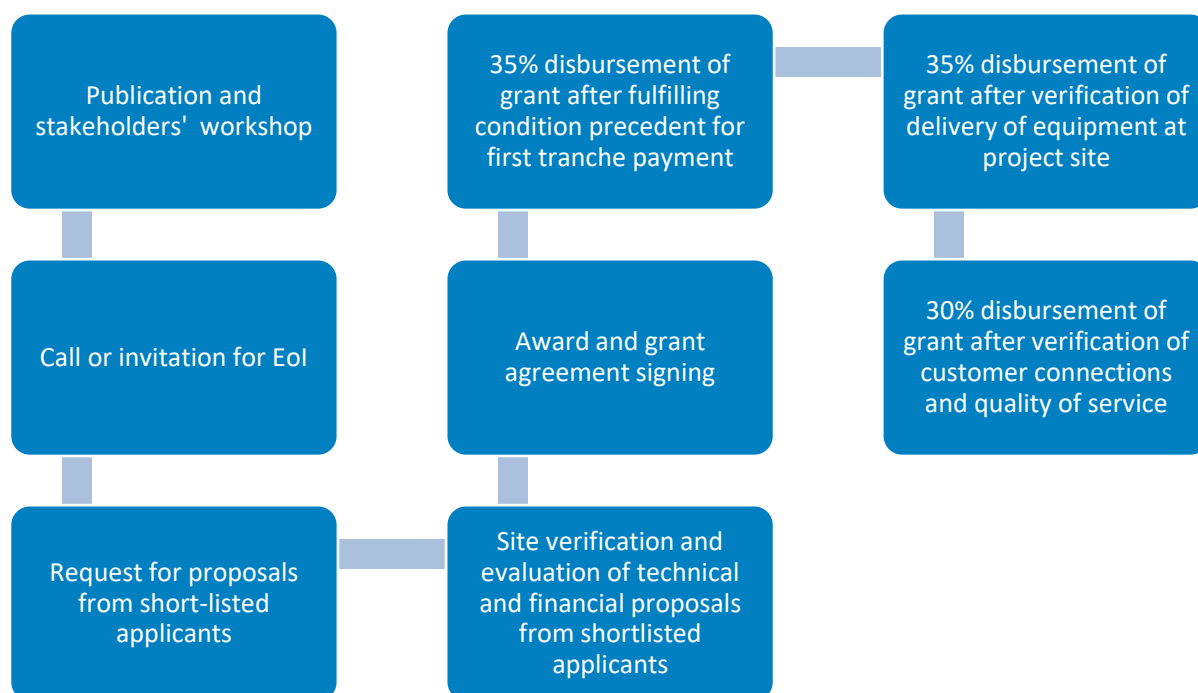 Publication and
stakeholders' workshop
Call or invitation for EoI
Request for proposals
from short-listed
applicants
Site verification and
evaluation of technical
and financial proposals
from shortlisted
applicants
Award and grant
agreement signing
35% disbursement of
grant after fulfilling
condition precedent for
first tranche payment
35% disbursement of
grant after verification of
delivery of equipment at
project site
30% disbursement of
grant after verification of
customer connections
and quality of service